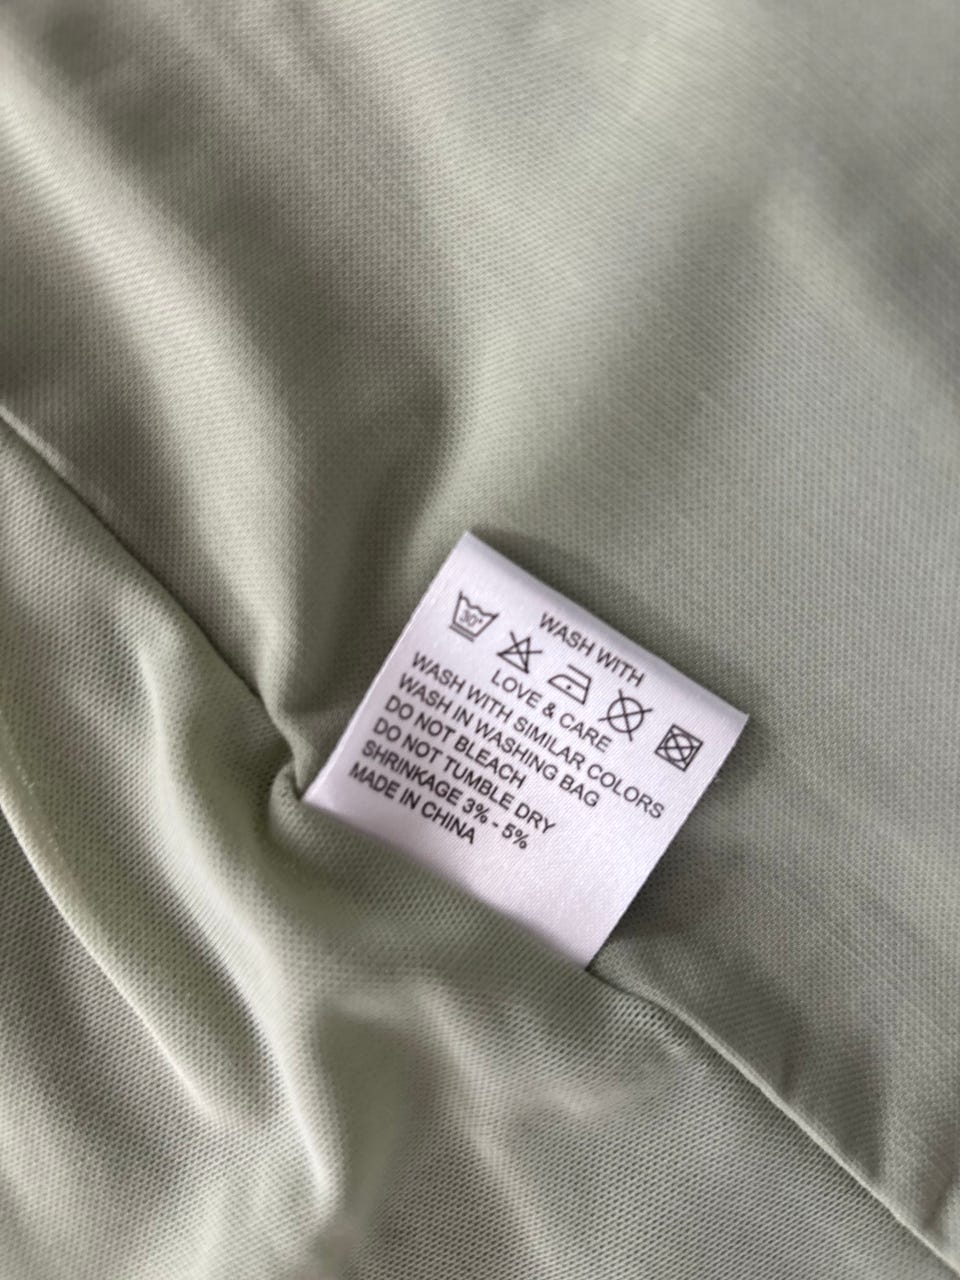 WASH WITH
30°
LOVE & CARE
WASH WITH SIMILAR COLORS
WASH IN WASHING BAG
DO NOT BLEACH
DO NOT TUMBLE DRY
SHRINKAGE 3% - 5%
MADE IN CHINA